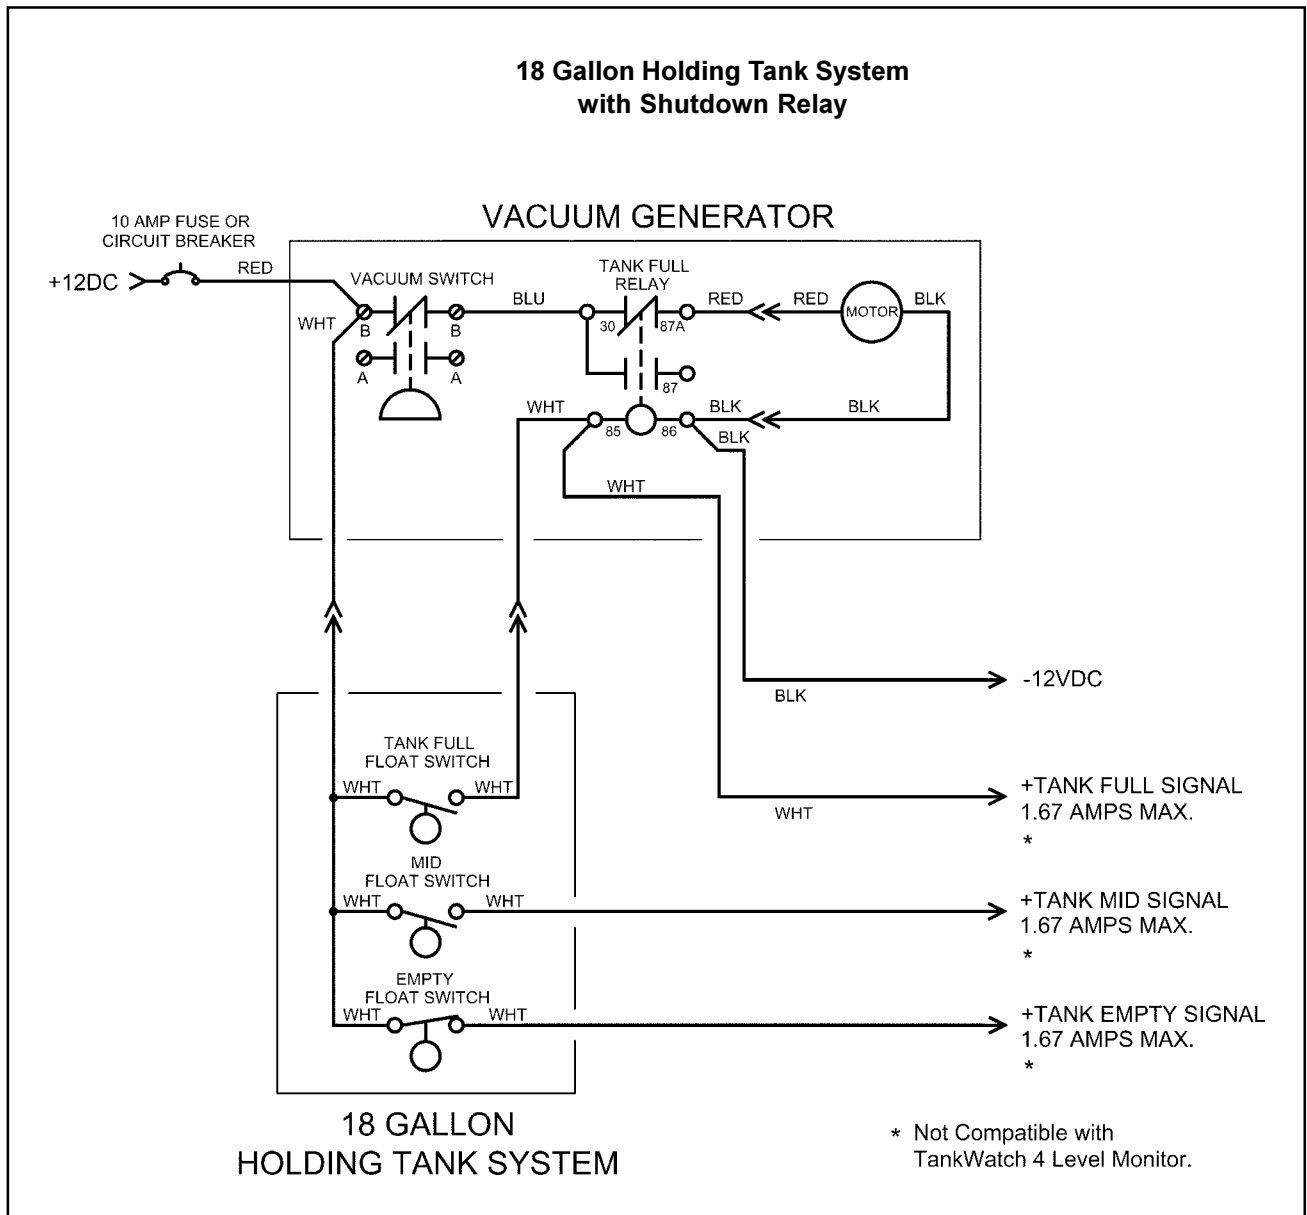 18 Gallon Holding Tank System
with Shutdown Relay
VACUUM GENERATOR
10 AMP FUSE OR
CIRCUIT BREAKER
+12DC
RED
VACUUM SWITCH
TANK FULL
RELAY
WHT
B
B
BLU
30
87A
RED
RED
MOTOR
BLK
A
A
87
WHT
85
86
BLK
BLK
BLK
WHT
-12VDC
BLK
TANK FULL
FLOAT SWITCH
WHT
WHT
+TANK FULL SIGNAL
1.67 AMPS MAX.
*
WHT
MID
FLOAT SWITCH
WHT
WHT
+TANK MID SIGNAL
1.67 AMPS MAX.
*
EMPTY
FLOAT SWITCH
WHT
WHT
+TANK EMPTY SIGNAL
1.67 AMPS MAX.
*
18 GALLON
HOLDING TANK SYSTEM
* Not Compatible with
TankWatch 4 Level Monitor.